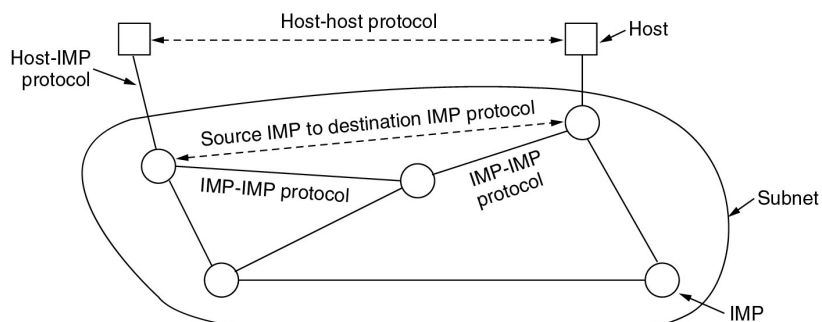 Host-host protocol
Host
Host-IMP
protocol
Source IMP to destination IMP protocol
IMP-IMP protocol
IMP-IMP
protocol
Subnet
IMP